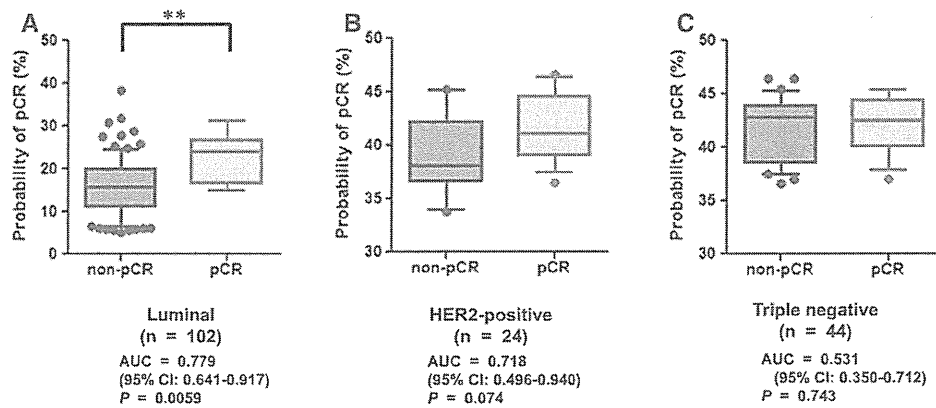 A
**
Probability of pCR (%)
50
40
30
20
10
0
non-pCR pCR
Luminal
(n = 102)
AUC = 0.779
(95% CI: 0.641-0.917)
P = 0.0059
B
Probability of pCR (%)
50
45
40
35
30
non-pCR pCR
HER2-positive
(n = 24)
AUC = 0.718
(95% CI: 0.496-0.940)
P = 0.074
C
Probability of pCR (%)
50
45
40
35
30
non-pCR pCR
Triple negative
(n = 44)
AUC = 0.531
(95% CI: 0.350-0.712)
P = 0.743